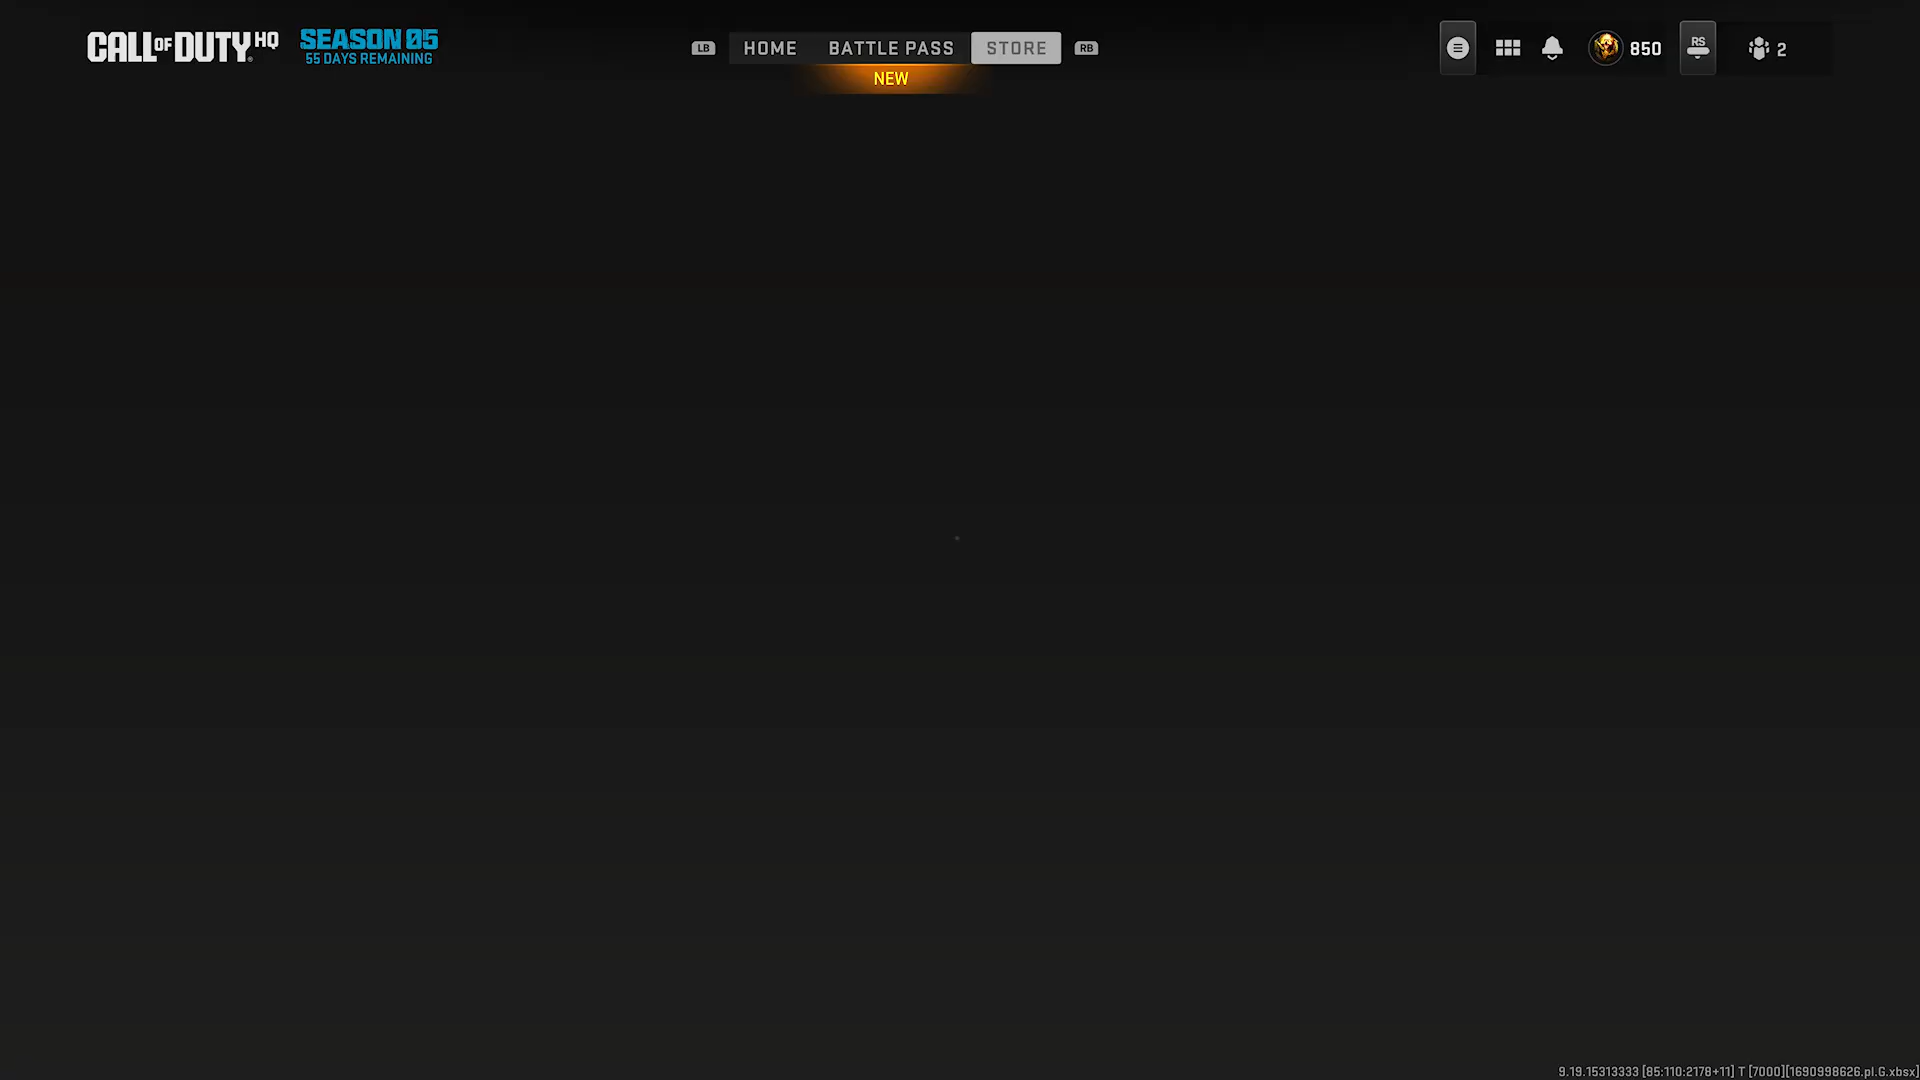 CALL OF DUTY HQ
SEASON 05
55 DAYS REMAINING
LB HOME BATTLE PASS STORE RB
NEW
850
RS
2
9.19.15313333 [85:110:2178+11] T [7000][1690998626.pl.G.xbsx]